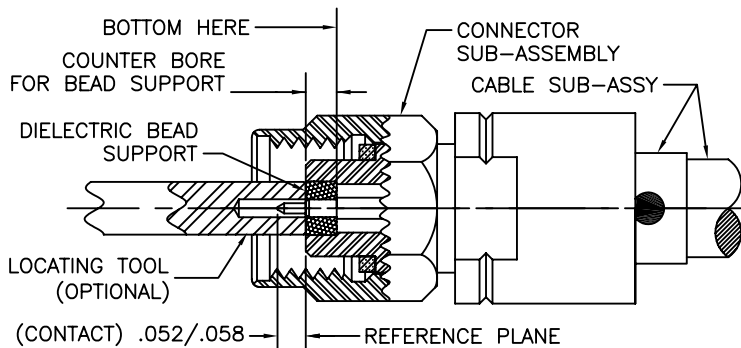 BOTTOM HERE
COUNTER BORE
FOR BEAD SUPPORT
DIELECTRIC BEAD
SUPPORT
CONNECTOR
SUB-ASSEMBLY
CABLE SUB-ASSY
LOCATING TOOL
(OPTIONAL)
(CONTACT) .052/.058
REFERENCE PLANE